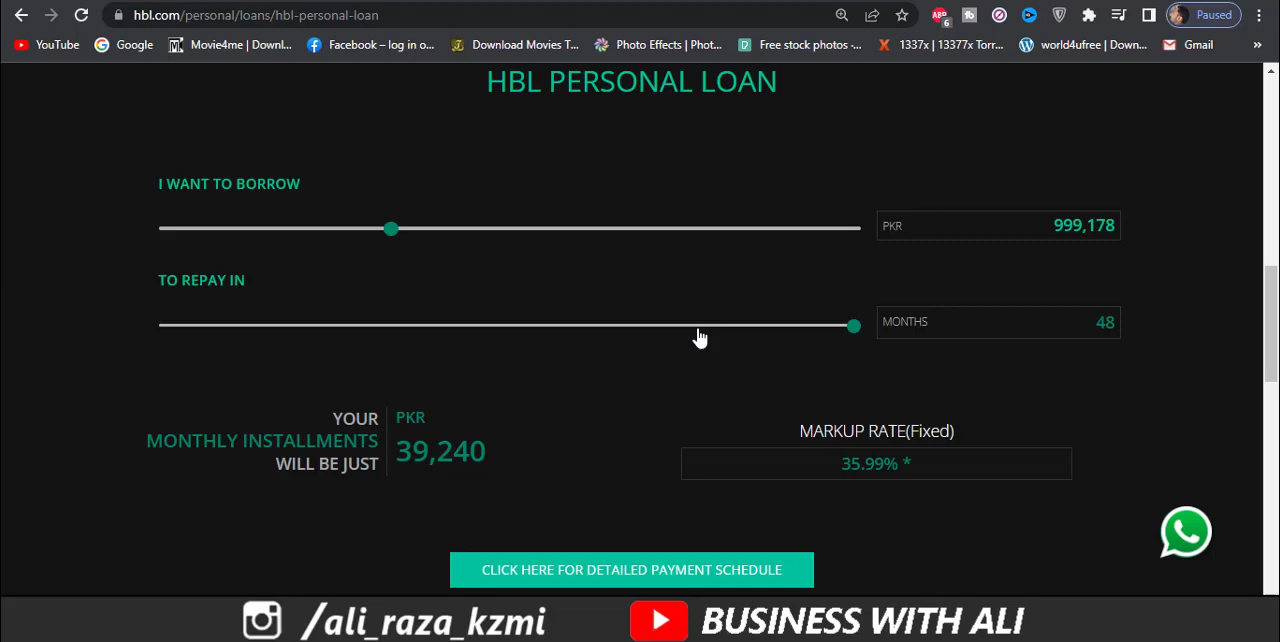 hbl.com/personal/loans/hbl-personal-loan
ABP
6
Paused
YouTube
Google
Movie4me | Downl...
Facebook – log in o...
Download Movies T...
Photo Effects | Phot...
Free stock photos -...
1337x | 13377x Torr...
world4ufree | Down...
Gmail
»
HBL PERSONAL LOAN
I WANT TO BORROW
PKR 999,178
TO REPAY IN
MONTHS 48
YOUR
MONTHLY INSTALLMENTS
WILL BE JUST
PKR
39,240
MARKUP RATE(Fixed)
35.99% *
CLICK HERE FOR DETAILED PAYMENT SCHEDULE
/ali_raza_kzmi
BUSINESS WITH ALI